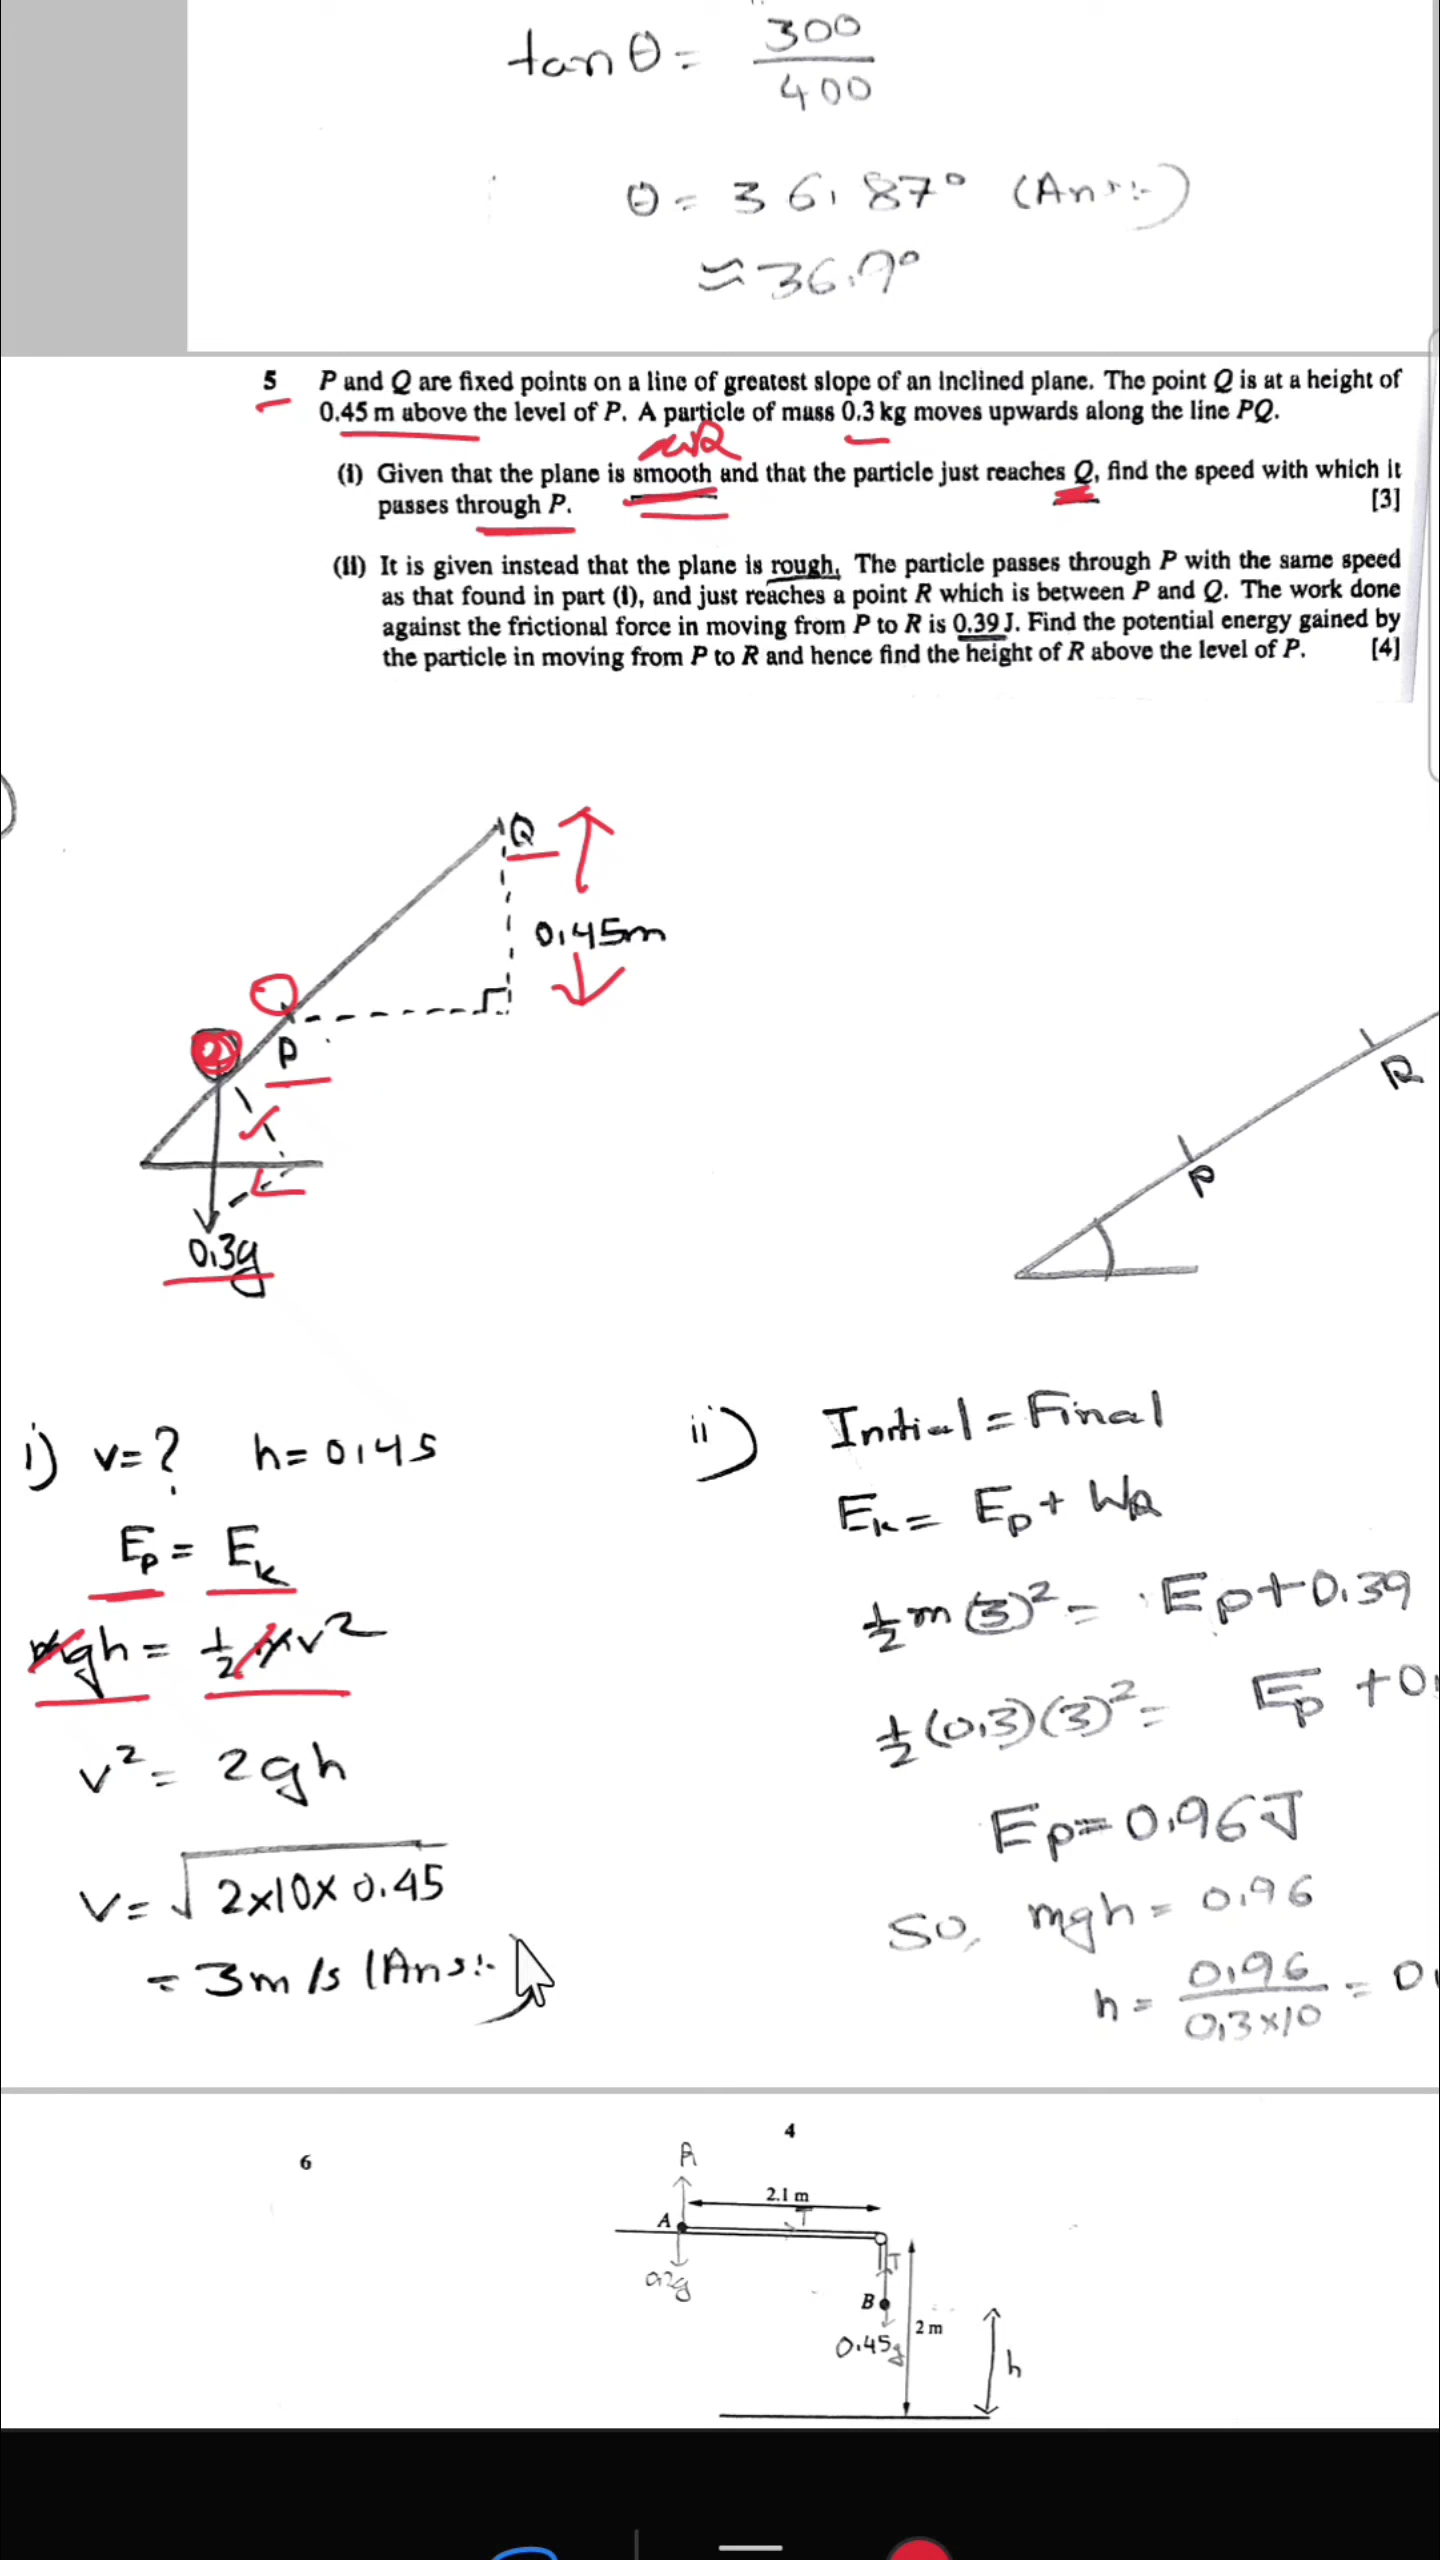 tan θ = 300/400
θ = 36.87° (Ans:-)
≈ 36.9°
5 P and Q are fixed points on a line of greatest slope of an inclined plane. The point Q is at a height of
0.45 m above the level of P. A particle of mass 0.3 kg moves upwards along the line PQ.
(i) Given that the plane is smooth and that the particle just reaches Q, find the speed with which it
passes through P. [3]
(ii) It is given instead that the plane is rough. The particle passes through P with the same speed
as that found in part (i), and just reaches a point R which is between P and Q. The work done
against the frictional force in moving from P to R is 0.39 J. Find the potential energy gained by
the particle in moving from P to R and hence find the height of R above the level of P. [4]
Q
0.45m
P
R
P
0.3g
i) v=? h=0.45
Ep = Ek
mgh = 1/2 mv²
v² = 2gh
V = √2×10×0.45
= 3m/s (Ans:-
ii) Initial = Final
Ek = Ep + WR
1/2 m(3)² = Ep+0.39
1/2 (0.3)(3)² = Ep +0.
Ep=0.96J
So, mgh = 0.96
h = 0.96/0.3×10 = 0.
4
6
R
2.1 m
T
A
T
0.2g
B
2 m
0.45g
h